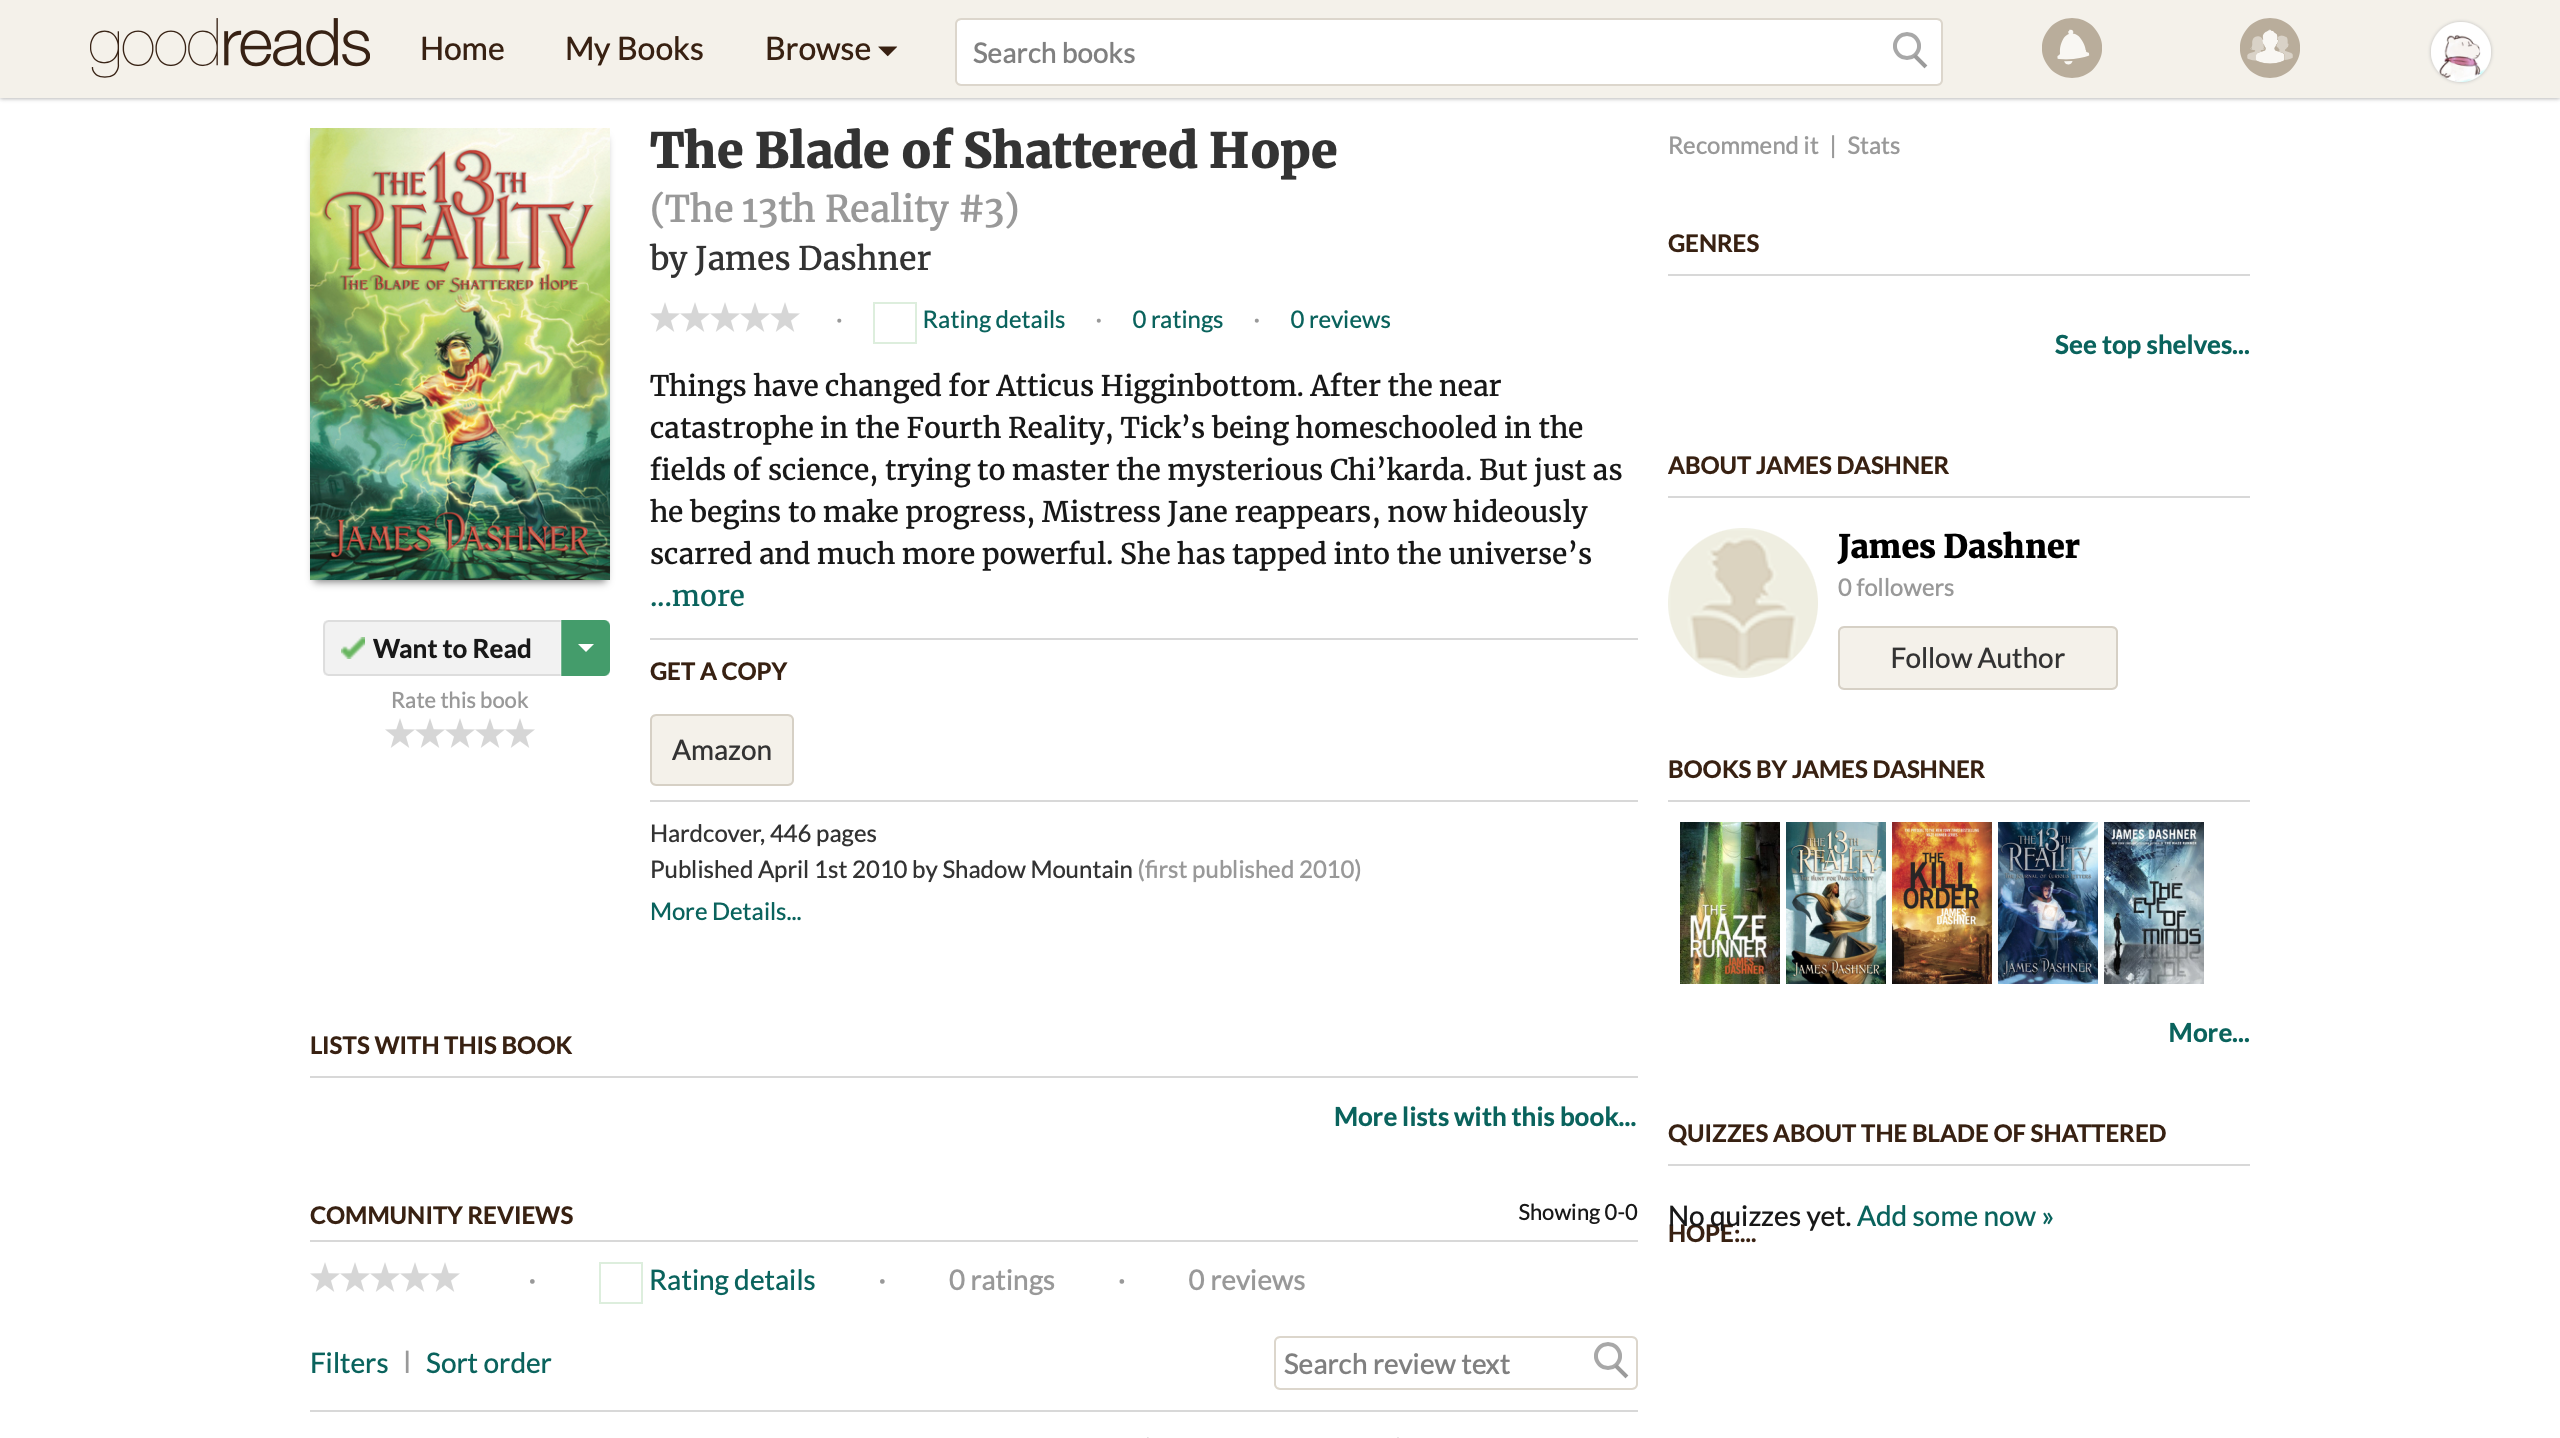 goodreads
Home
My Books
Browse
Search books
THE 13TH
REALITY
THE BLADE OF SHATTERED HOPE
JAMES DASHNER
Want to Read
Rate this book
The Blade of Shattered Hope
(The 13th Reality #3)
by James Dashner
· Rating details · 0 ratings · 0 reviews
Things have changed for Atticus Higginbottom. After the near
catastrophe in the Fourth Reality, Tick’s being homeschooled in the
fields of science, trying to master the mysterious Chi’karda. But just as
he begins to make progress, Mistress Jane reappears, now hideously
scarred and much more powerful. She has tapped into the universe’s
...more
GET A COPY
Amazon
Hardcover, 446 pages
Published April 1st 2010 by Shadow Mountain (first published 2010)
More Details...
LISTS WITH THIS BOOK
More lists with this book...
COMMUNITY REVIEWS
Showing 0-0
· Rating details · 0 ratings · 0 reviews
Filters | Sort order
Search review text
Recommend it | Stats
GENRES
See top shelves...
ABOUT JAMES DASHNER
James Dashner
0 followers
Follow Author
BOOKS BY JAMES DASHNER
THE
MAZE
RUNNER
JAMES
DASHNER
THE 13TH
REALITY
JAMES DASHNER
THE
KILL
ORDER
JAMES
DASHNER
THE 13TH
REALITY
JAMES DASHNER
JAMES DASHNER
THE
EYE
OF
MINDS
More...
QUIZZES ABOUT THE BLADE OF SHATTERED
HOPE:...
No quizzes yet. Add some now »